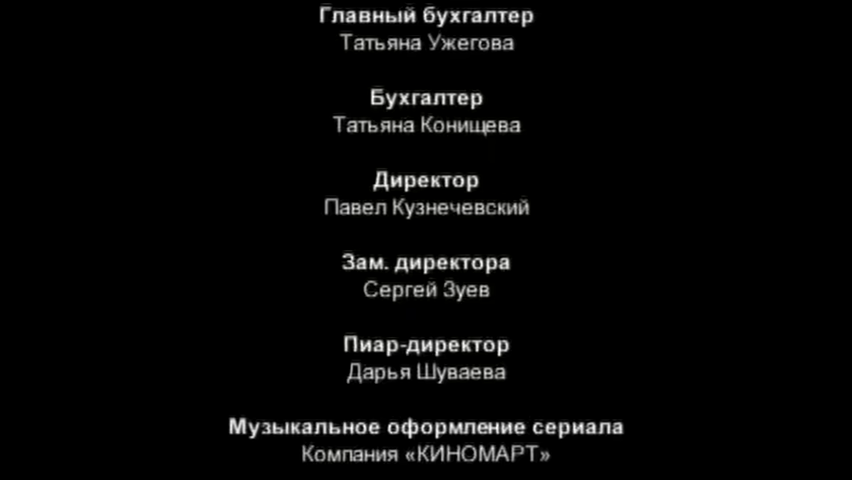 Главный бухгалтер
Татьяна Ужегова
Бухгалтер
Татьяна Конищева
Директор
Павел Кузнечевский
Зам. директора
Сергей Зуев
Пиар-директор
Дарья Шуваева
Музыкальное оформление сериала
Компания «КИНОМАРТ»